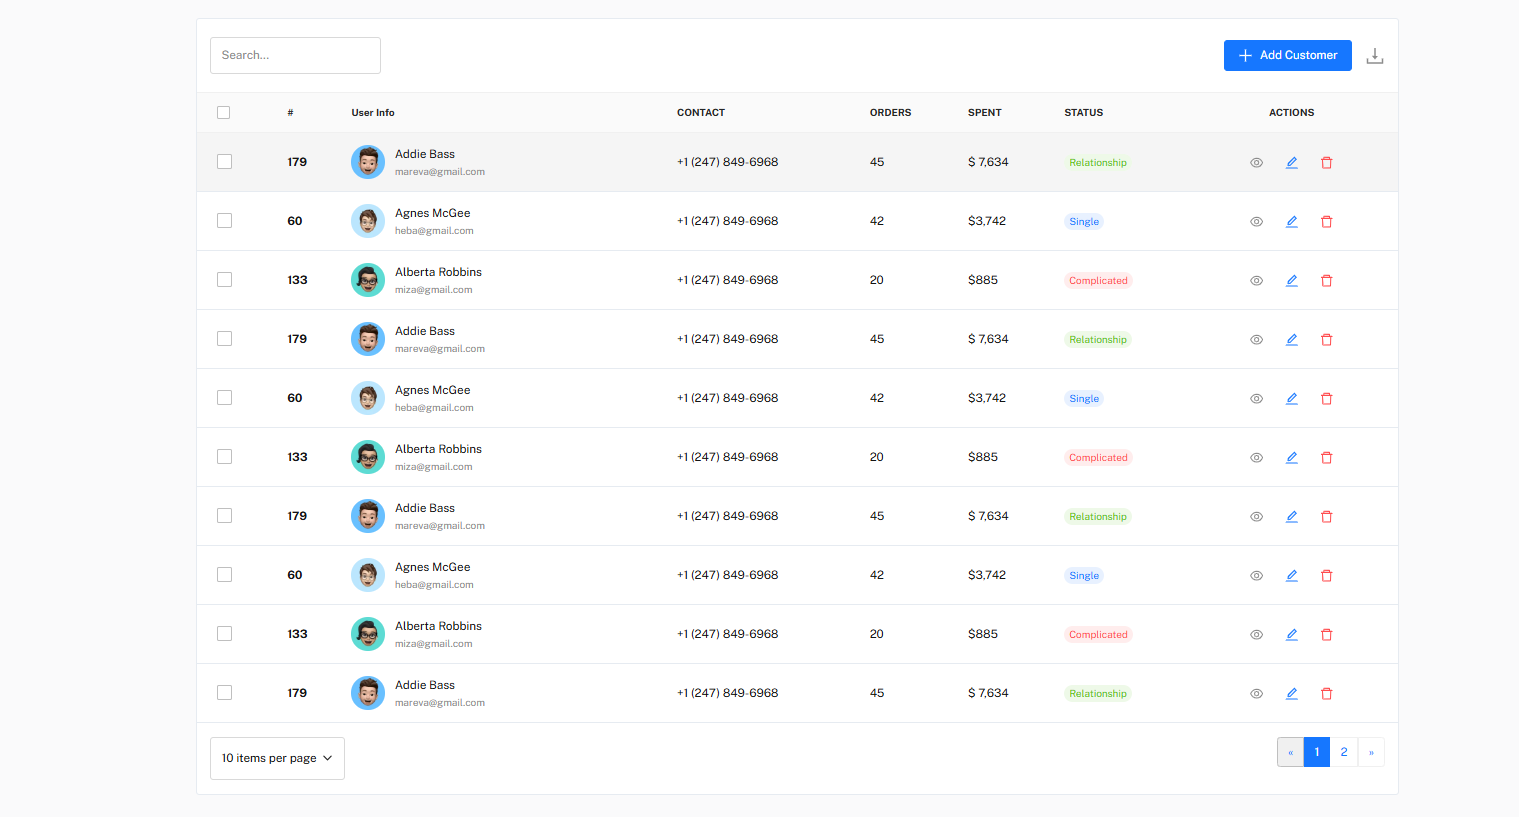 Search...
Add Customer
# User Info CONTACT ORDERS SPENT STATUS ACTIONS
179 Addie Bass +1 (247) 849-6968 45 $ 7,634 Relationship
mareva@gmail.com
60 Agnes McGee +1 (247) 849-6968 42 $3,742 Single
heba@gmail.com
133 Alberta Robbins +1 (247) 849-6968 20 $885 Complicated
miza@gmail.com
179 Addie Bass +1 (247) 849-6968 45 $ 7,634 Relationship
mareva@gmail.com
60 Agnes McGee +1 (247) 849-6968 42 $3,742 Single
heba@gmail.com
133 Alberta Robbins +1 (247) 849-6968 20 $885 Complicated
miza@gmail.com
179 Addie Bass +1 (247) 849-6968 45 $ 7,634 Relationship
mareva@gmail.com
60 Agnes McGee +1 (247) 849-6968 42 $3,742 Single
heba@gmail.com
133 Alberta Robbins +1 (247) 849-6968 20 $885 Complicated
miza@gmail.com
179 Addie Bass +1 (247) 849-6968 45 $ 7,634 Relationship
mareva@gmail.com
10 items per page
« 1 2 »